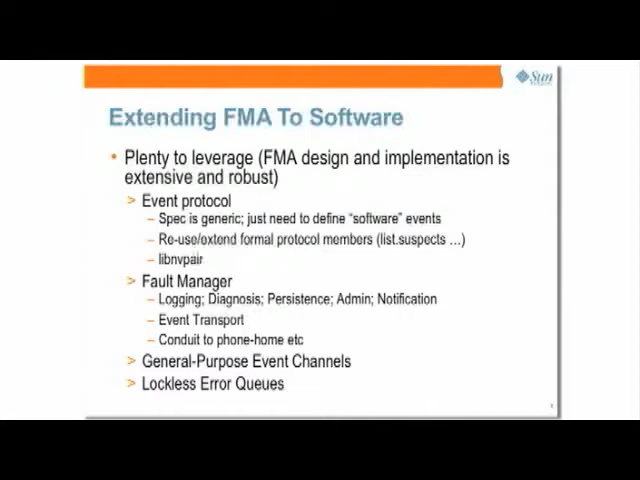 Sun
Extending FMA To Software
• Plenty to leverage (FMA design and implementation is
extensive and robust)
> Event protocol
– Spec is generic; just need to define “software” events
– Re-use/extend formal protocol members (list.suspects …)
– libnvpair
> Fault Manager
– Logging; Diagnosis; Persistence; Admin; Notification
– Event Transport
– Conduit to phone-home etc
> General-Purpose Event Channels
> Lockless Error Queues